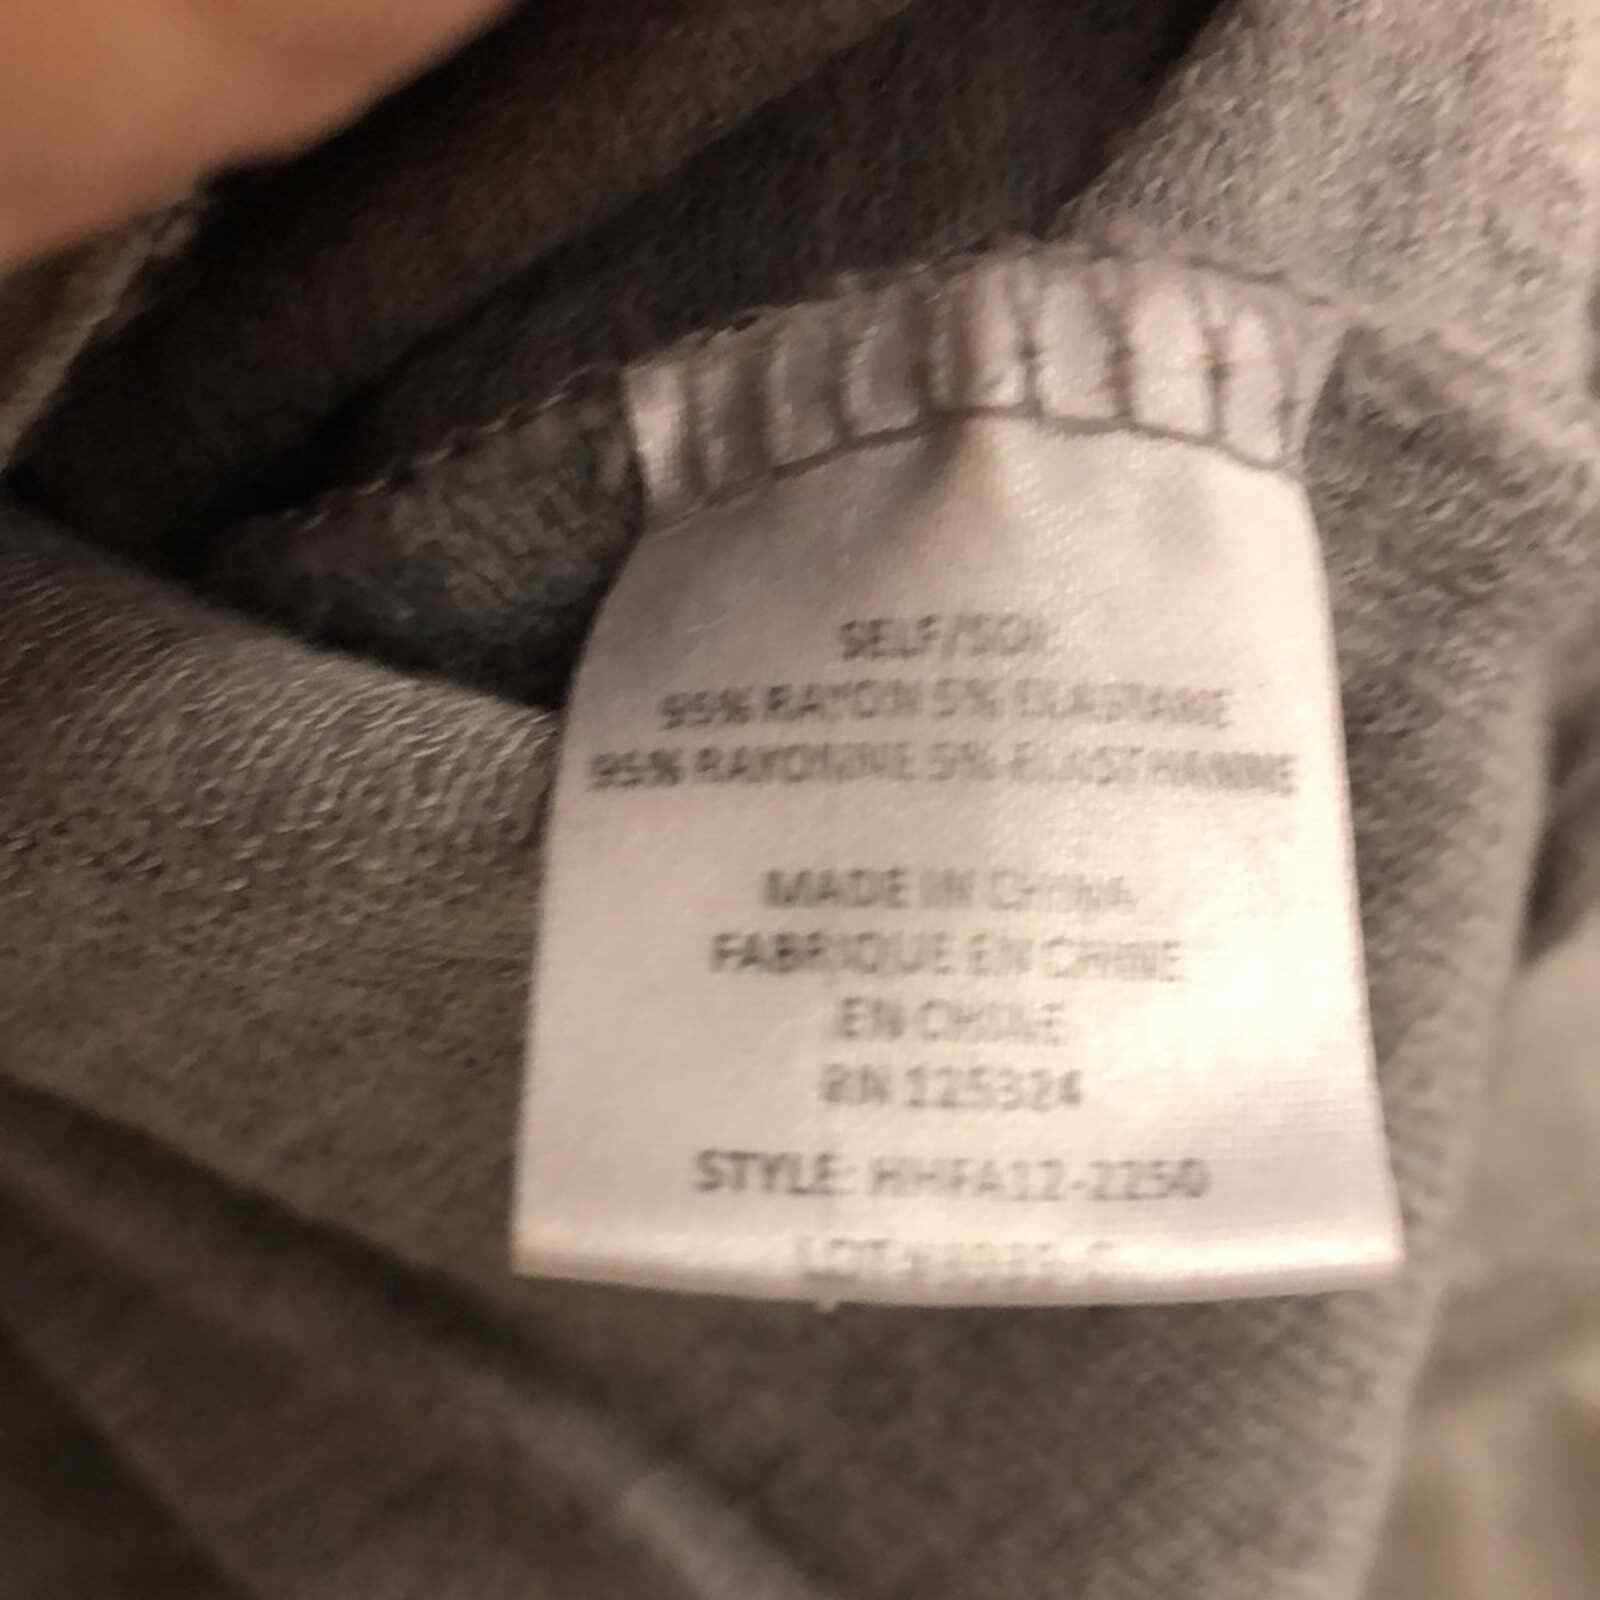 SELF/SOI
95% RAYON 5% ELASTANE
95% RAYONNNE 5% ELASTHANNE
MADE IN CHINA
FABRIQUE EN CHINE
EN CHINE
RN 125324
STYLE: HHFA12-2250